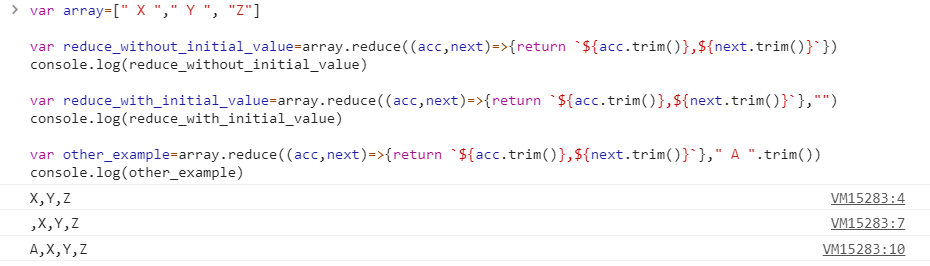 > var array=[" X "," Y ", "Z"]
var reduce_without_initial_value=array.reduce((acc,next)=>{return `${acc.trim()},${next.trim()}`})
console.log(reduce_without_initial_value)
var reduce_with_initial_value=array.reduce((acc,next)=>{return `${acc.trim()},${next.trim()}`},"")
console.log(reduce_with_initial_value)
var other_example=array.reduce((acc,next)=>{return `${acc.trim()},${next.trim()}`}," A ".trim())
console.log(other_example)
X,Y,Z VM15283:4
,X,Y,Z VM15283:7
A,X,Y,Z VM15283:10